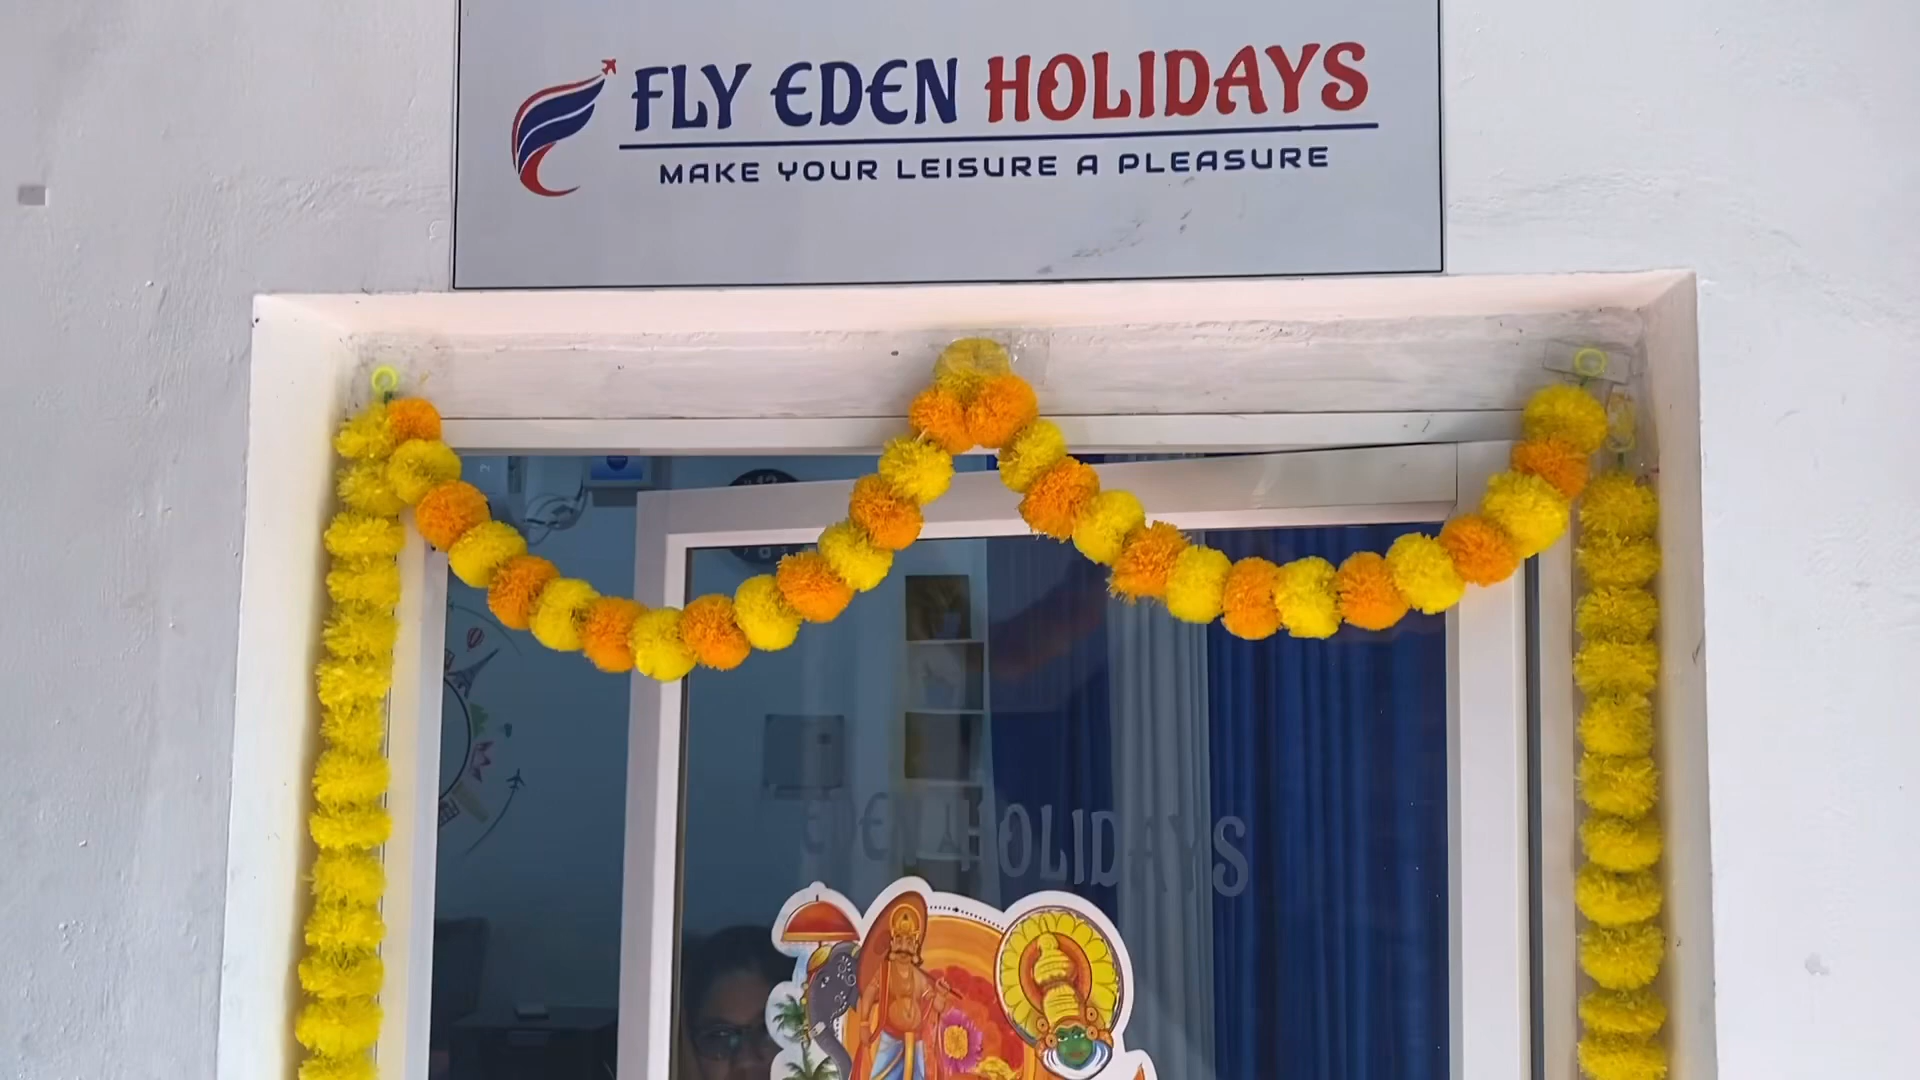 FLY EDEN HOLIDAYS
MAKE YOUR LEISURE A PLEASURE
EDEN HOLIDAYS